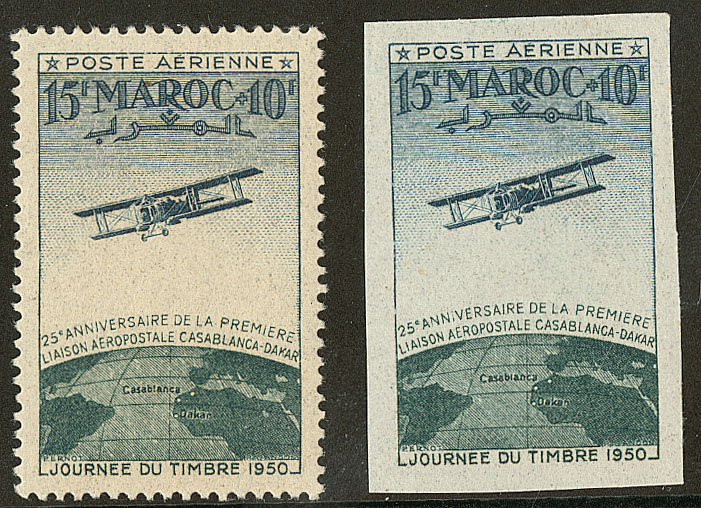 ★ POSTE AÉRIENNE ★
15F MAROC +10F
25e ANNIVERSAIRE DE LA PREMIERE
LIAISON AÉROPOSTALE CASABLANCA-DAKAR
Casablanca
Dakar
JOURNÉE DU TIMBRE 1950
★ POSTE AÉRIENNE ★
15F MAROC +10F
25e ANNIVERSAIRE DE LA PREMIERE
LIAISON AÉROPOSTALE CASABLANCA-DAKAR
Casablanca
Dakar
JOURNÉE DU TIMBRE 1950